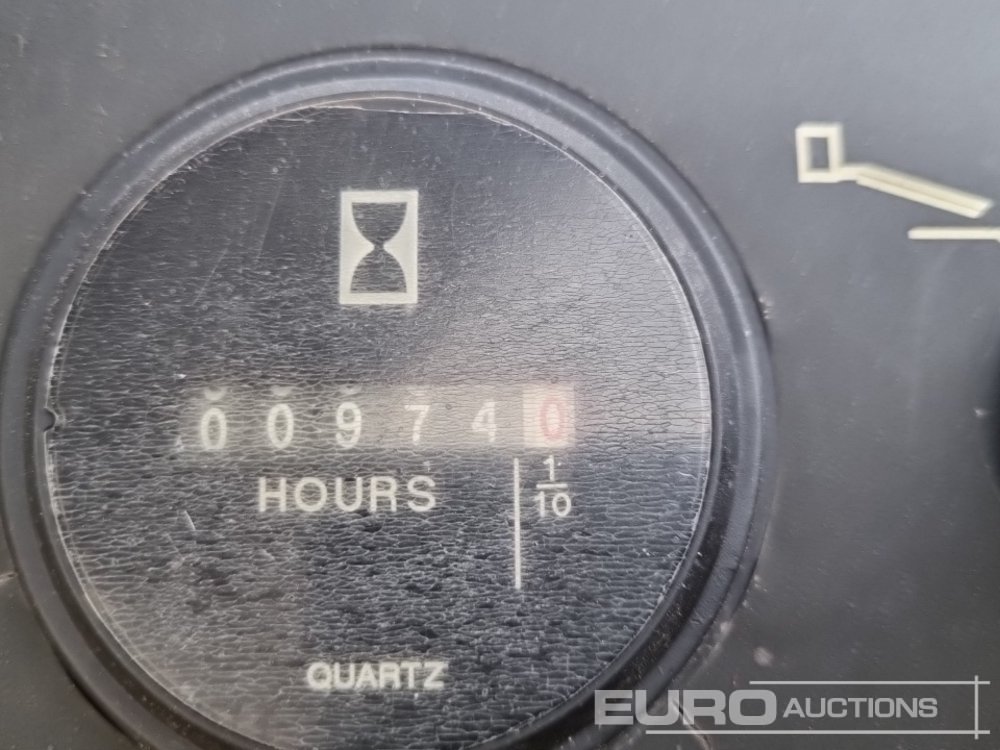 009740
HOURS
1/10
QUARTZ
EURO AUCTIONS